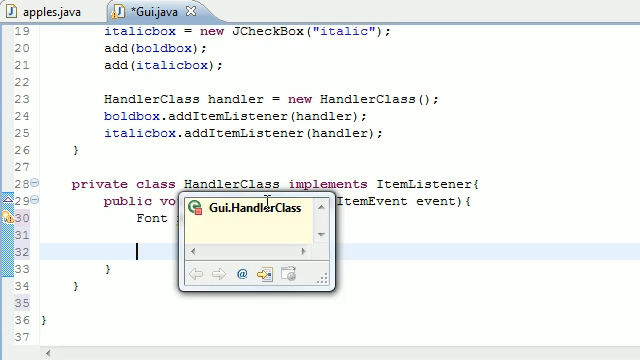 apples.java *Gui.java
19 italicbox = new JCheckBox("italic");
20 add(boldbox);
21 add(italicbox);
22
23 HandlerClass handler = new HandlerClass();
24 boldbox.addItemListener(handler);
25 italicbox.addItemListener(handler);
26 }
27
28 private class HandlerClass implements ItemListener{
29 public vo ItemEvent event){
Gui.HandlerClass
30 Font
31
32
33 }
34 }
35
36 }
37